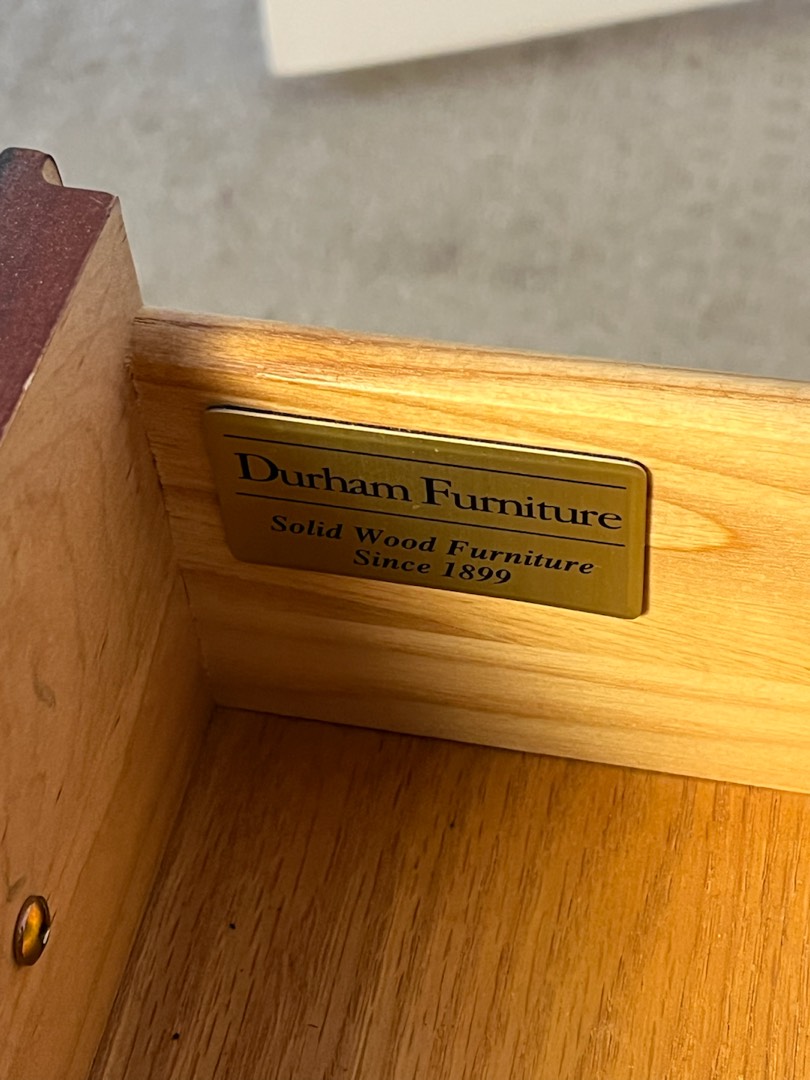 Durham Furniture
Solid Wood Furniture
Since 1899